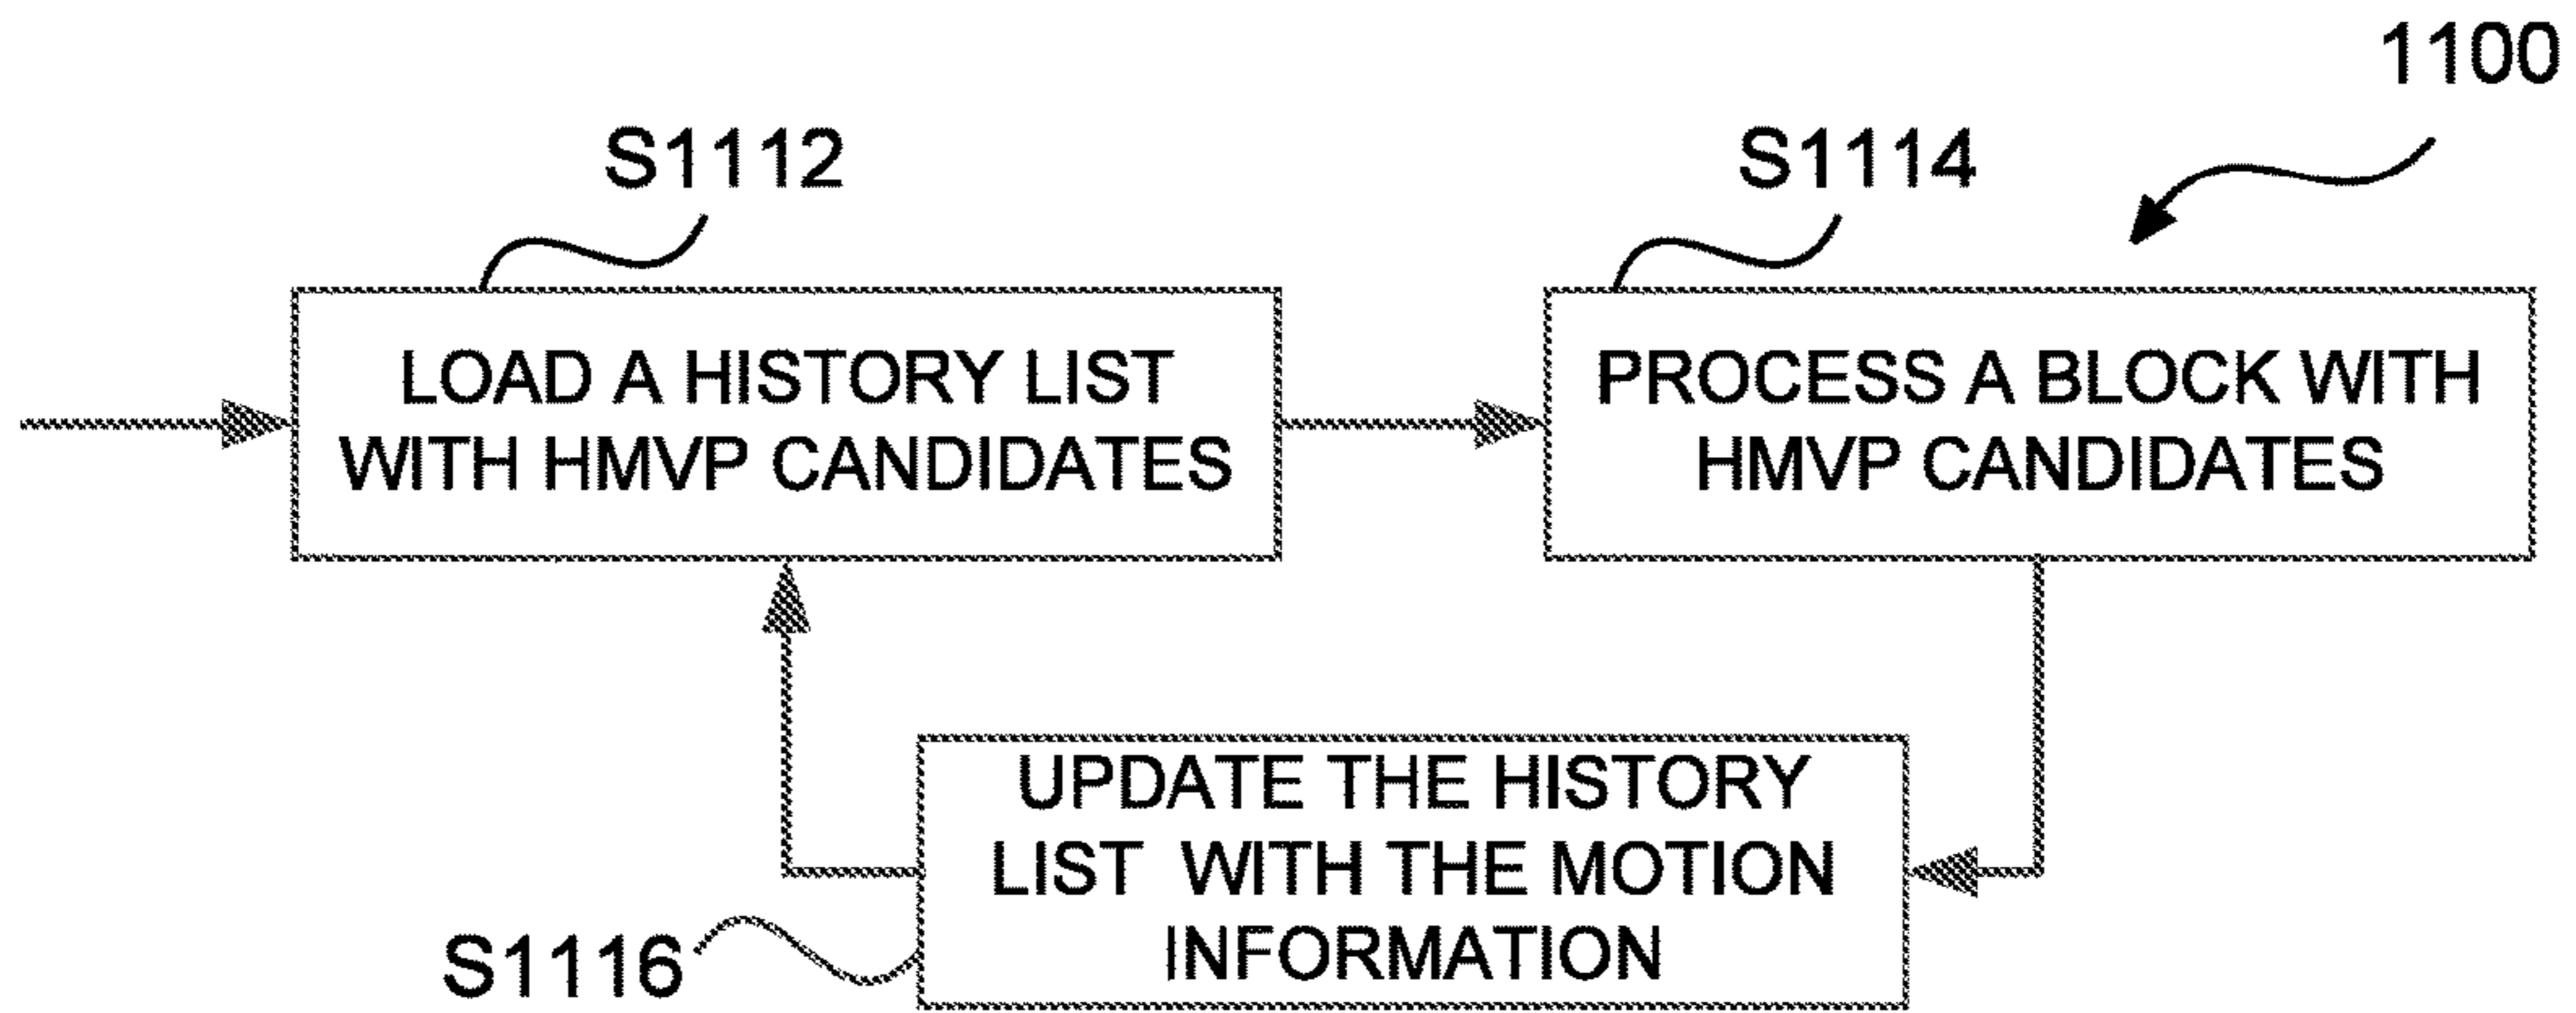 1100
S1112
S1114
LOAD A HISTORY LIST
WITH HMVP CANDIDATES
PROCESS A BLOCK WITH
HMVP CANDIDATES
UPDATE THE HISTORY
LIST WITH THE MOTION
INFORMATION
S1116